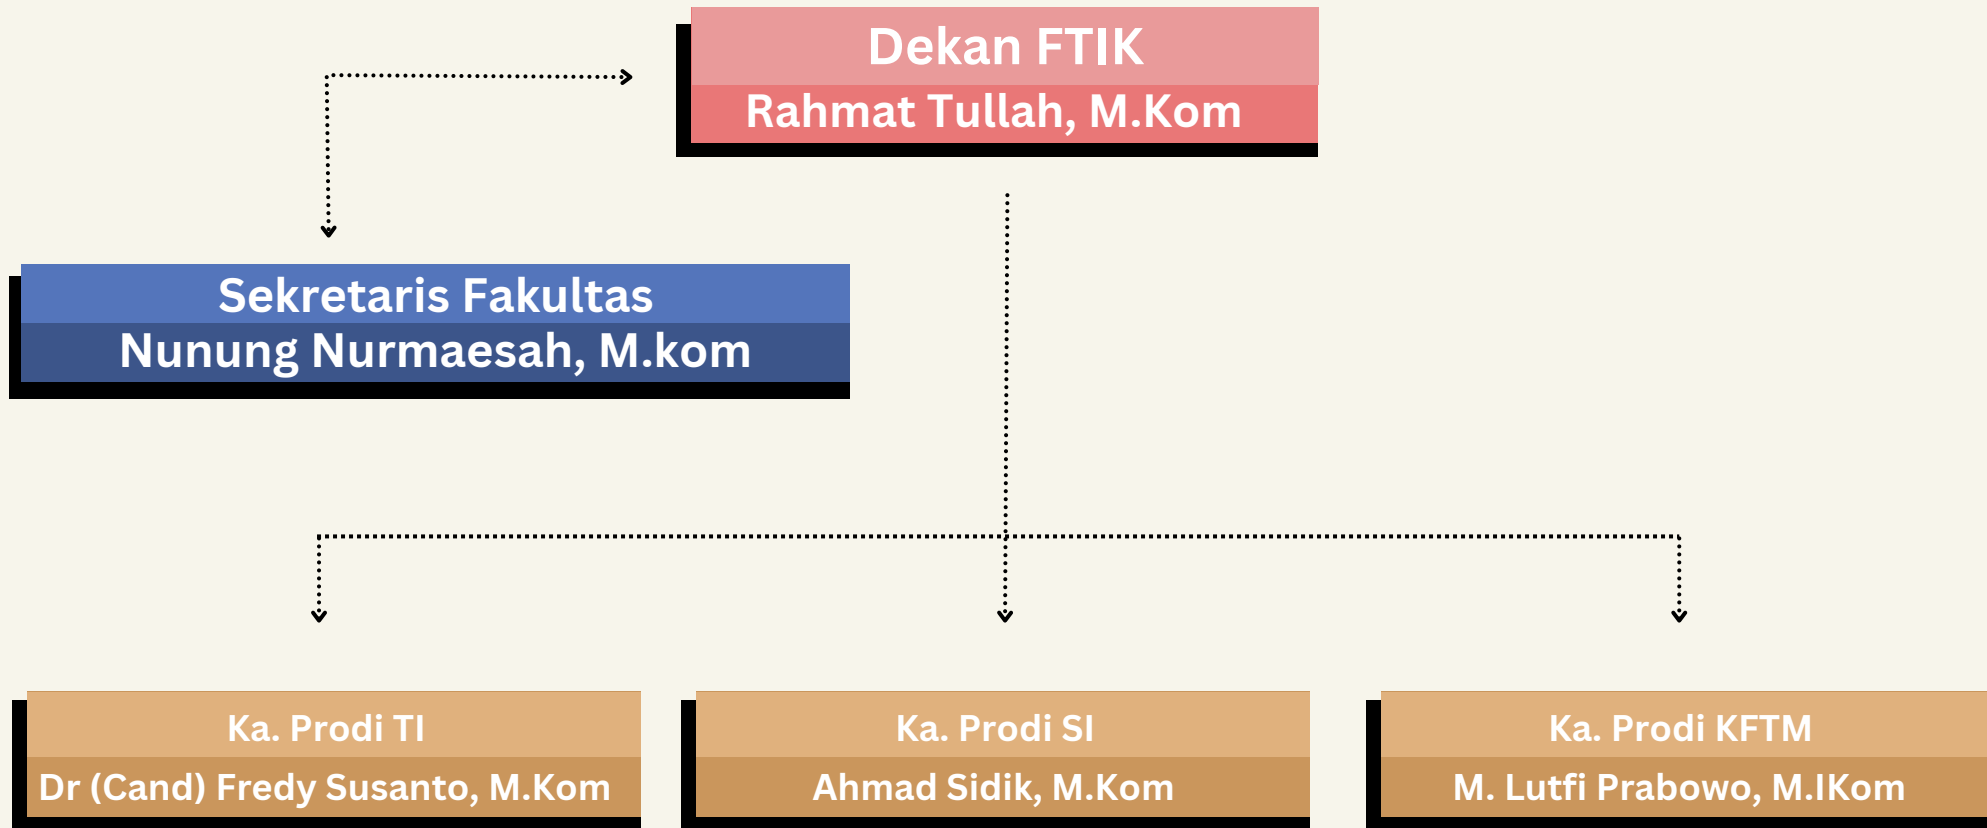 Dekan FTIK
Rahmat Tullah, M.Kom
Sekretaris Fakultas
Nunung Nurmaesah, M.kom
Ka. Prodi TI
Dr (Cand) Fredy Susanto, M.Kom
Ka. Prodi SI
Ahmad Sidik, M.Kom
Ka. Prodi KFTM
M. Lutfi Prabowo, M.IKom